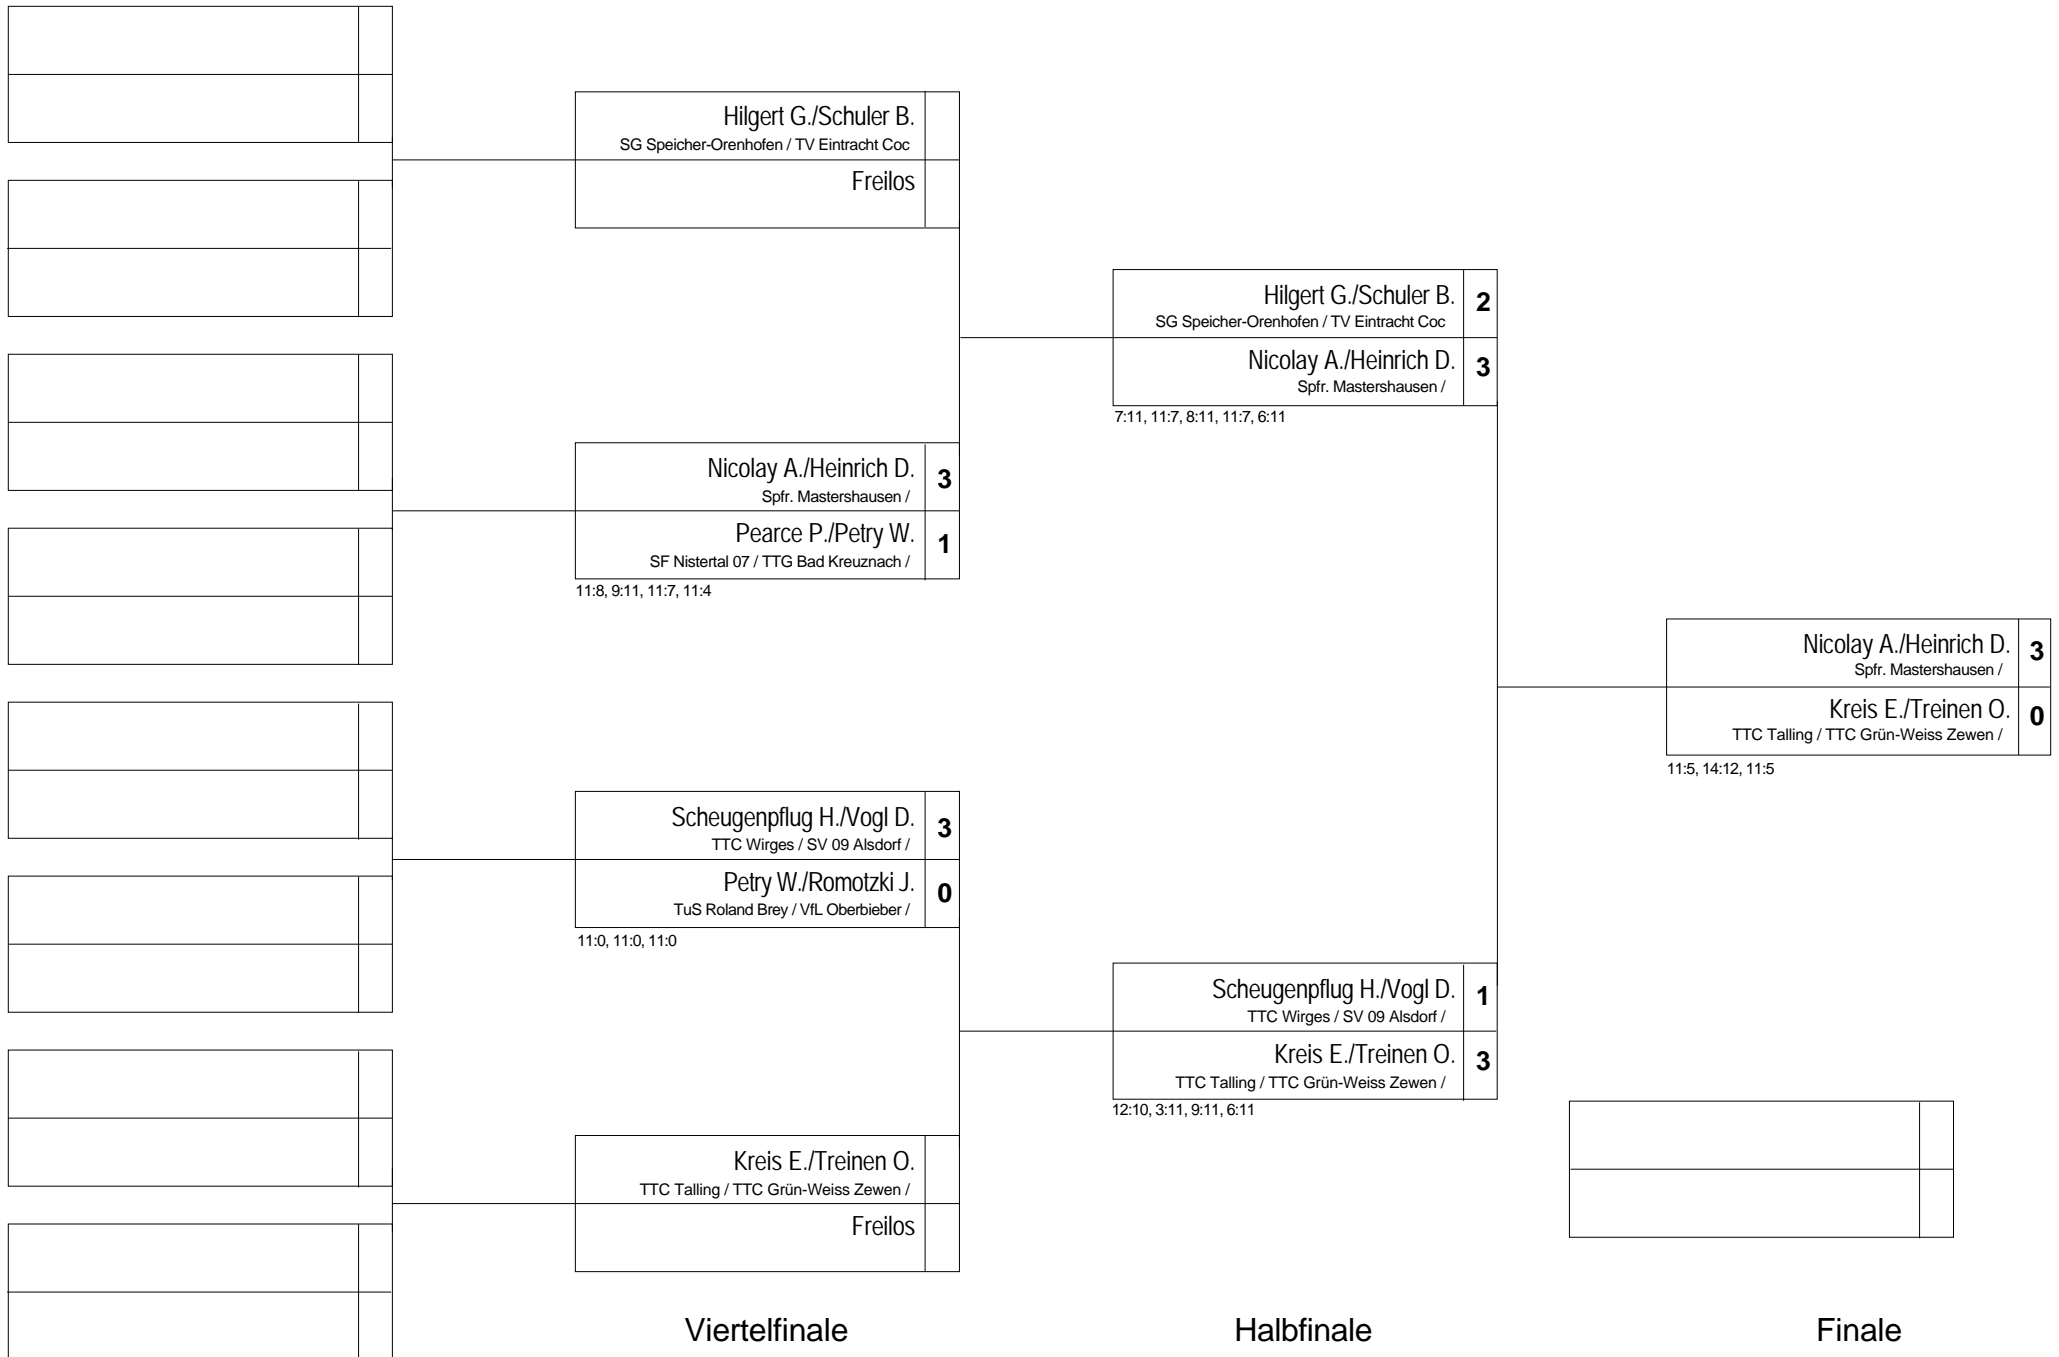 Hilgert G./Schuler B.
SG Speicher-Orenhofen / TV Eintracht Coc
Freilos
Nicolay A./Heinrich D. 3
Spfr. Mastershausen /
Pearce P./Petry W. 1
SF Nistertal 07 / TTG Bad Kreuznach /
11:8, 9:11, 11:7, 11:4
Scheugenpflug H./Vogl D. 3
TTC Wirges / SV 09 Alsdorf /
Petry W./Romotzki J. 0
TuS Roland Brey / VfL Oberbieber /
11:0, 11:0, 11:0
Kreis E./Treinen O.
TTC Talling / TTC Grün-Weiss Zewen /
Freilos
Viertelfinale
Hilgert G./Schuler B. 2
SG Speicher-Orenhofen / TV Eintracht Coc
Nicolay A./Heinrich D. 3
Spfr. Mastershausen /
7:11, 11:7, 8:11, 11:7, 6:11
Scheugenpflug H./Vogl D. 1
TTC Wirges / SV 09 Alsdorf /
Kreis E./Treinen O. 3
TTC Talling / TTC Grün-Weiss Zewen /
12:10, 3:11, 9:11, 6:11
Halbfinale
Nicolay A./Heinrich D. 3
Spfr. Mastershausen /
Kreis E./Treinen O. 0
TTC Talling / TTC Grün-Weiss Zewen /
11:5, 14:12, 11:5
Finale